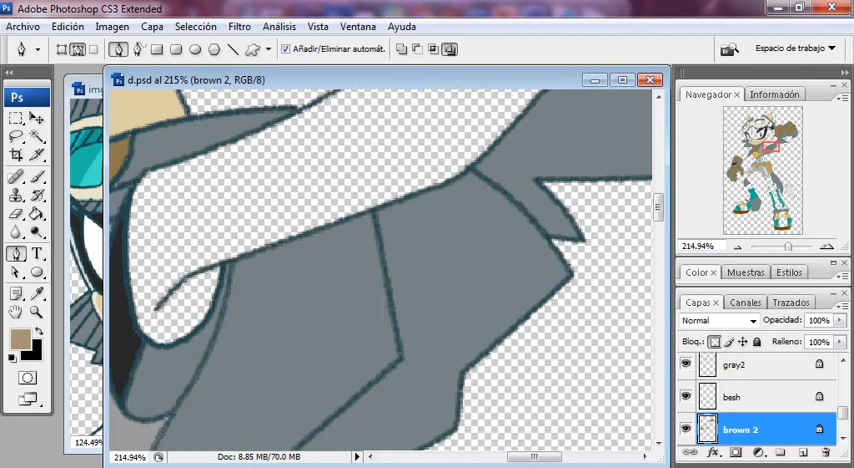 Adobe Photoshop CS3 Extended
Archivo Edición Imagen Capa Selección Filtro Análisis Vista Ventana Ayuda
Añadir/Eliminar automát.
Espacio de trabajo
Ps
d.psd al 215% (brown 2, RGB/8)
Navegador Información
T
214.94%
Color Muestras Estilos
Capas Canales Trazados
Normal Opacidad: 100%
Bloq.: Relleno: 100%
gray2
besh
brown 2
124.49%
214.94% Doc: 8.85 MB/70.0 MB
fx